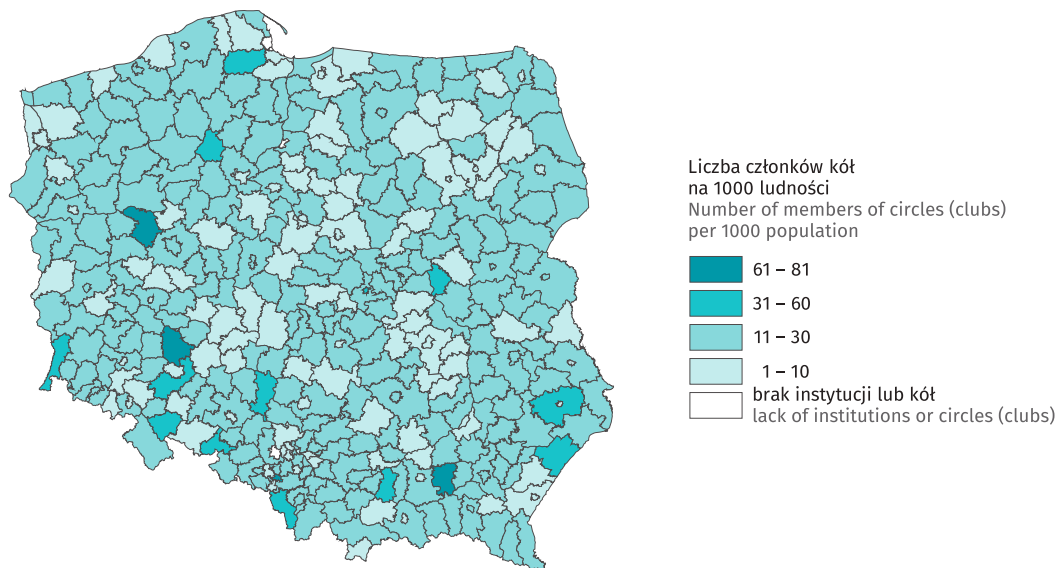 Liczba członków kół
na 1000 ludności
Number of members of circles (clubs)
per 1000 population
61 – 81
31 – 60
11 – 30
1 – 10
brak instytucji lub kół
lack of institutions or circles (clubs)